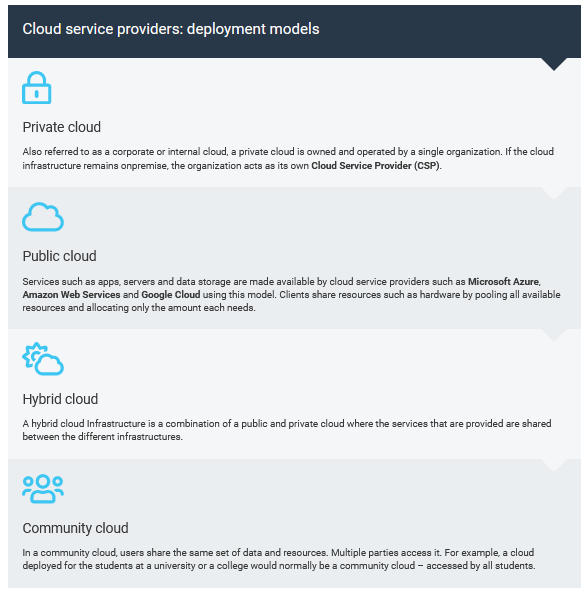 Cloud service providers: deployment models
Private cloud
Also referred to as a corporate or internal cloud, a private cloud is owned and operated by a single organization. If the cloud
infrastructure remains onpremise, the organization acts as its own Cloud Service Provider (CSP).
Public cloud
Services such as apps, servers and data storage are made available by cloud service providers such as Microsoft Azure,
Amazon Web Services and Google Cloud using this model. Clients share resources such as hardware by pooling all available
resources and allocating only the amount each needs.
Hybrid cloud
A hybrid cloud Infrastructure is a combination of a public and private cloud where the services that are provided are shared
between the different infrastructures.
Community cloud
In a community cloud, users share the same set of data and resources. Multiple parties access it. For example, a cloud
deployed for the students at a university or a college would normally be a community cloud – accessed by all students.